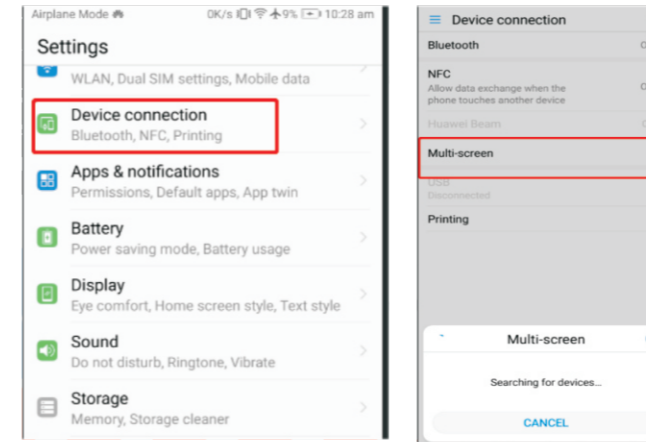 Airplane Mode 0K/s 9% 10:28 am
Settings
WLAN, Dual SIM settings, Mobile data
Device connection
Bluetooth, NFC, Printing
Apps & notifications
Permissions, Default apps, App twin
Battery
Power saving mode, Battery usage
Display
Eye comfort, Home screen style, Text style
Sound
Do not disturb, Ringtone, Vibrate
Storage
Memory, Storage cleaner
Device connection
Bluetooth
NFC
Allow data exchange when the
phone touches another device
Huawei Beam
Multi-screen
USB
Disconnected
Printing
Multi-screen
Searching for devices...
CANCEL